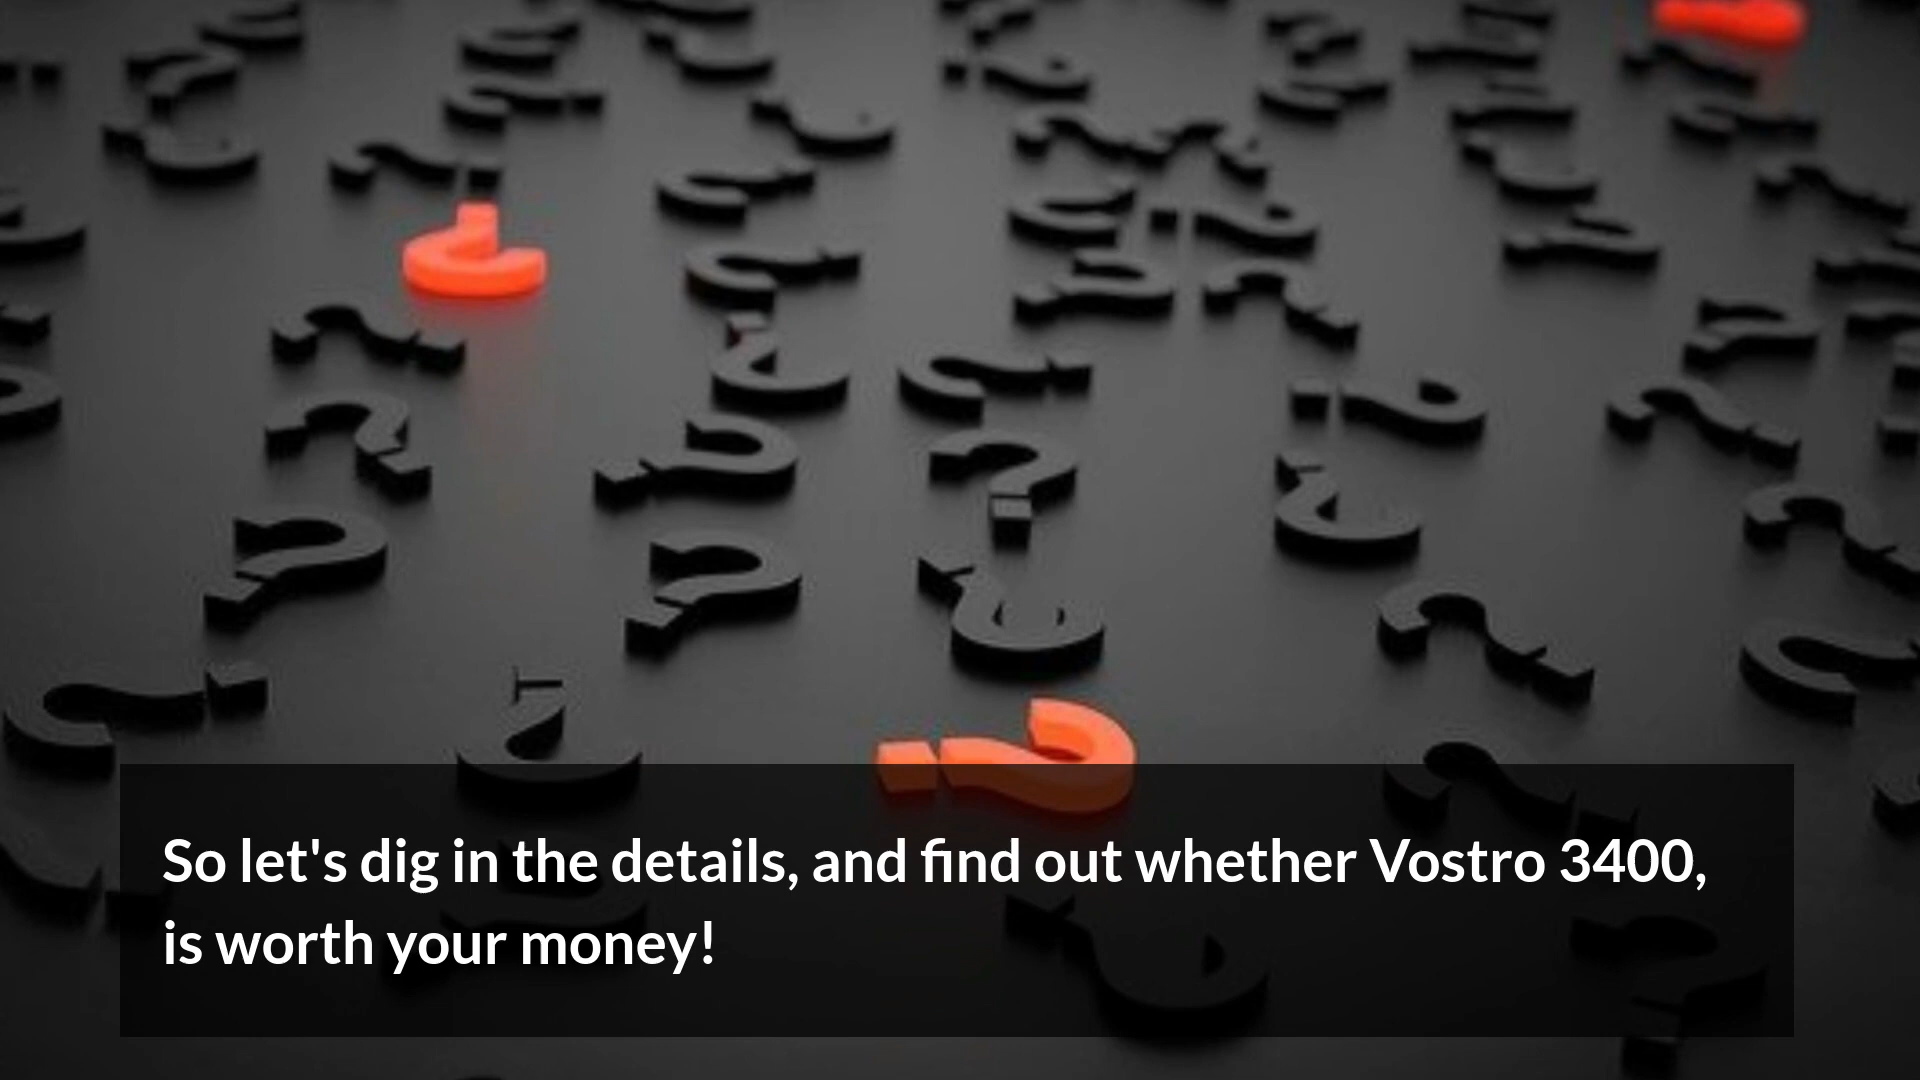 So let's dig in the details, and find out whether Vostro 3400,
is worth your money!